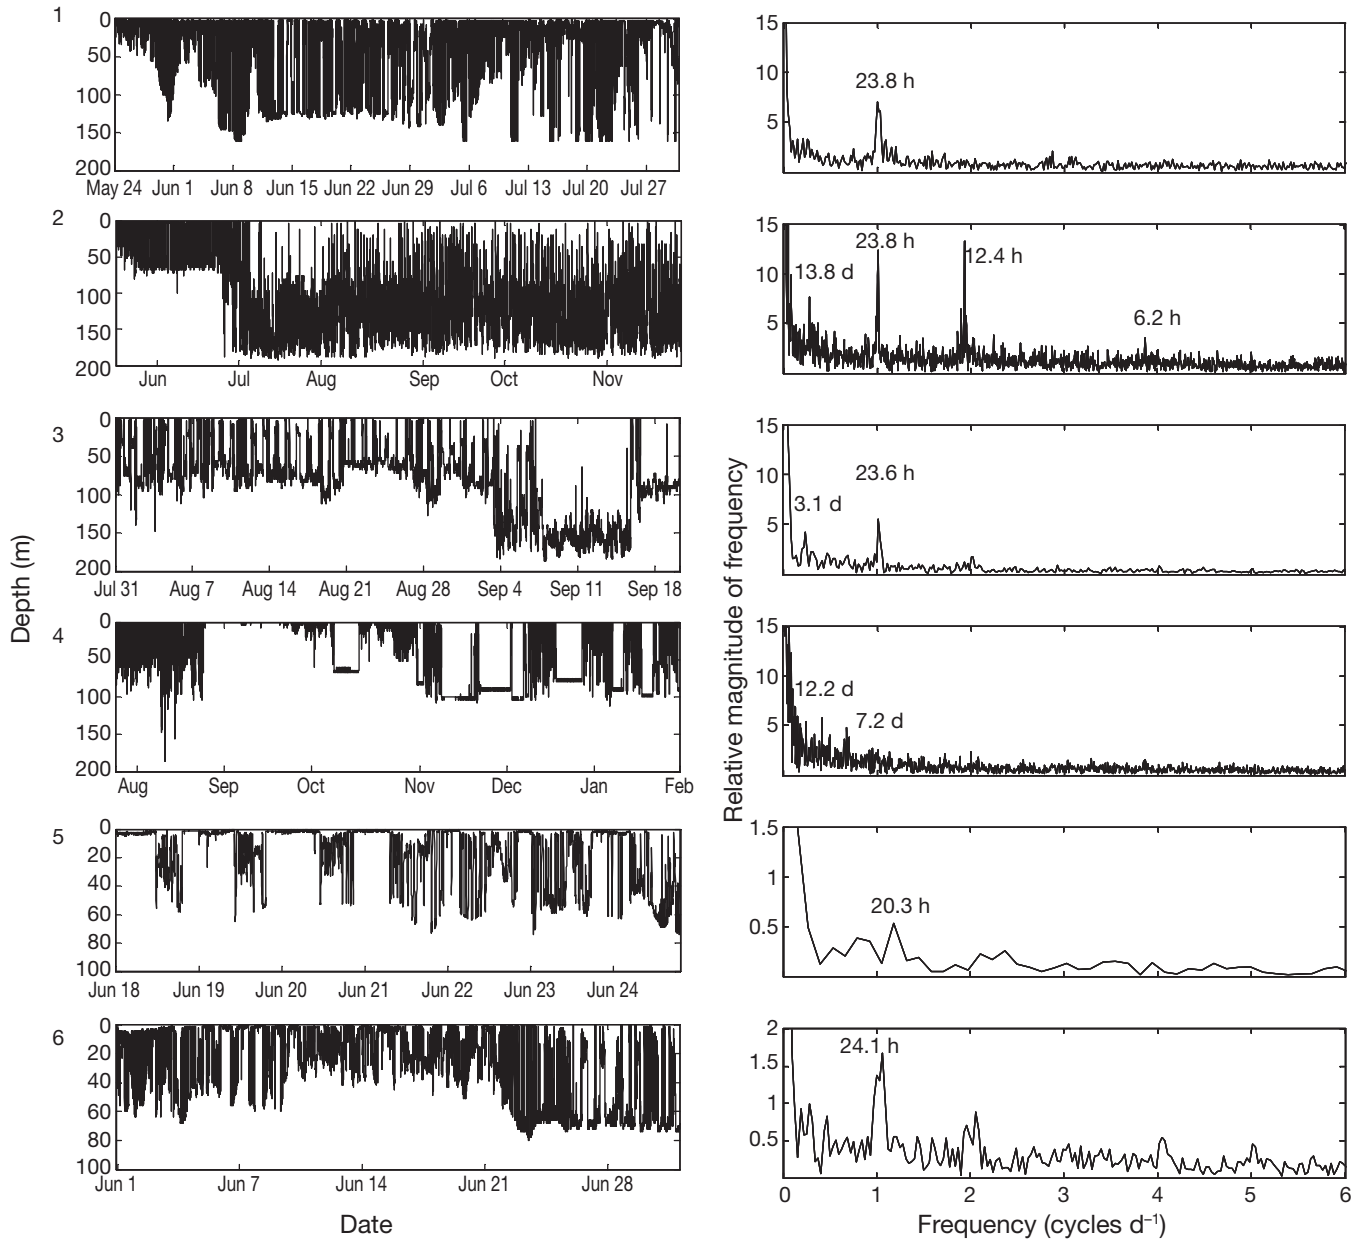 1
0
50
100
150
200
May 24 Jun 1 Jun 8 Jun 15 Jun 22 Jun 29 Jul 6 Jul 13 Jul 20 Jul 27
15
10
5
23.8 h
2
0
50
100
150
200
Jun Jul Aug Sep Oct Nov
15
10
5
13.8 d
23.8 h
12.4 h
6.2 h
3
0
50
100
150
200
Jul 31 Aug 7 Aug 14 Aug 21 Aug 28 Sep 4 Sep 11 Sep 18
15
10
5
3.1 d
23.6 h
4
0
50
100
150
200
Aug Sep Oct Nov Dec Jan Feb
15
10
5
12.2 d
7.2 d
5
0
20
40
60
80
100
Jun 18 Jun 19 Jun 20 Jun 21 Jun 22 Jun 23 Jun 24
1.5
1
0.5
20.3 h
6
0
20
40
60
80
100
Jun 1 Jun 7 Jun 14 Jun 21 Jun 28
2
1.5
1
0.5
24.1 h
0 1 2 3 4 5 6
Depth (m)
Relative magnitude of frequency
Date
Frequency (cycles d⁻¹)